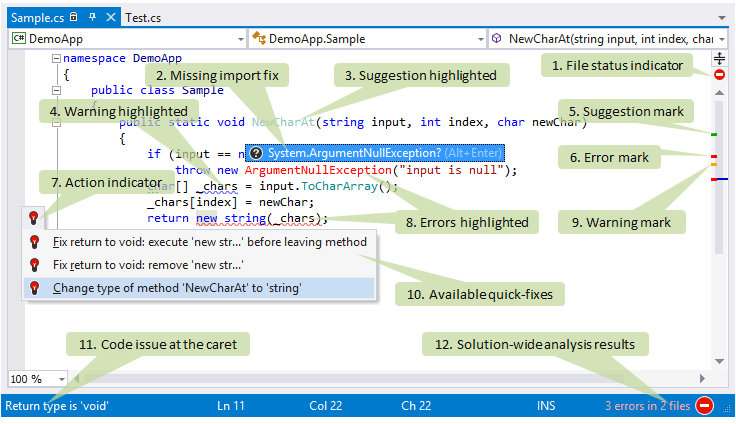 Sample.cs Test.cs
DemoApp DemoApp.Sample NewCharAt(string input, int index, char
namespace DemoApp
{
1. File status indicator
2. Missing import fix
3. Suggestion highlighted
public class Sample
{
4. Warning highlighted
5. Suggestion mark
public static void NewCharAt(string input, int index, char newChar)
{
if (input == n
System.ArgumentNullException? (Alt+Enter)
6. Error mark
throw new ArgumentNullException("input is null");
7. Action indicator
char[] _chars = input.ToCharArray();
_chars[index] = newChar;
return new string(_chars);
8. Errors highlighted
9. Warning mark
Fix return to void: execute 'new str...' before leaving method
Fix return to void: remove 'new str...'
Change type of method 'NewCharAt' to 'string'
10. Available quick-fixes
11. Code issue at the caret
12. Solution-wide analysis results
100 %
Return type is 'void' Ln 11 Col 22 Ch 22 INS 3 errors in 2 files